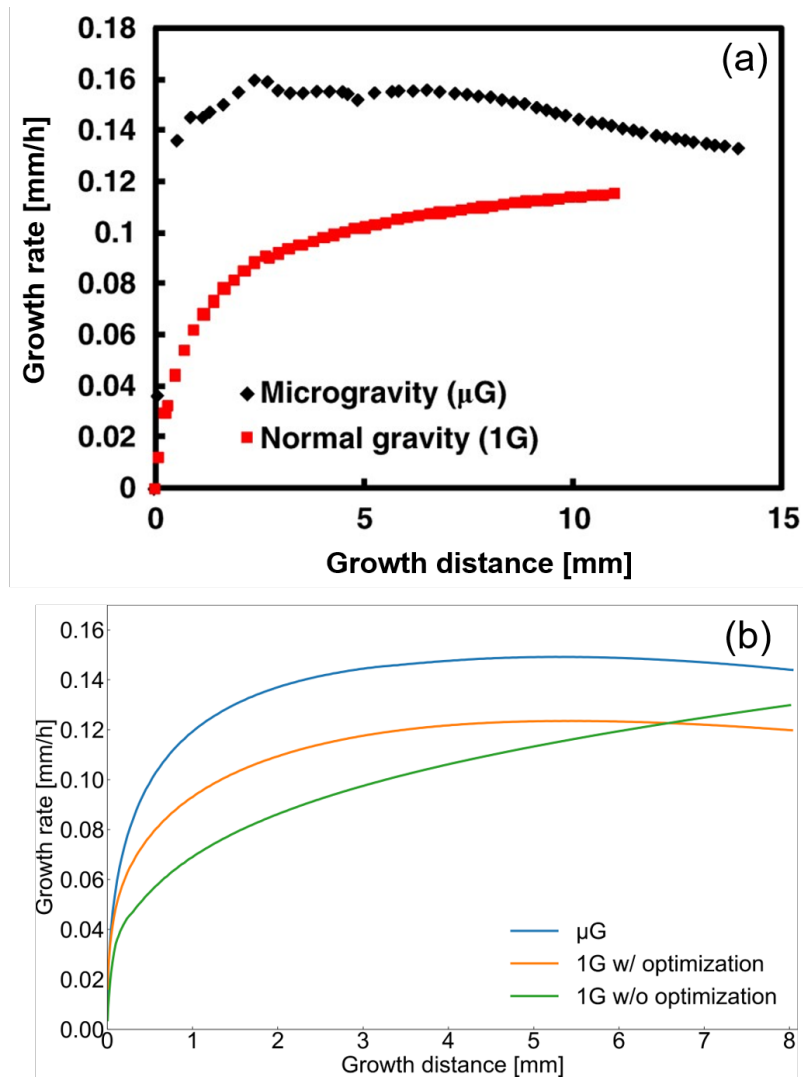 (a)
0.18
0.16
0.14
0.12
0.1
0.08
0.06
0.04
0.02
0
Growth rate [mm/h]
Microgravity (μG)
Normal gravity (1G)
0 5 10 15
Growth distance [mm]
(b)
0.16
0.14
0.12
0.10
0.08
0.06
0.04
0.02
0.00
Growth rate [mm/h]
μG
1G w/ optimization
1G w/o optimization
0 1 2 3 4 5 6 7 8
Growth distance [mm]